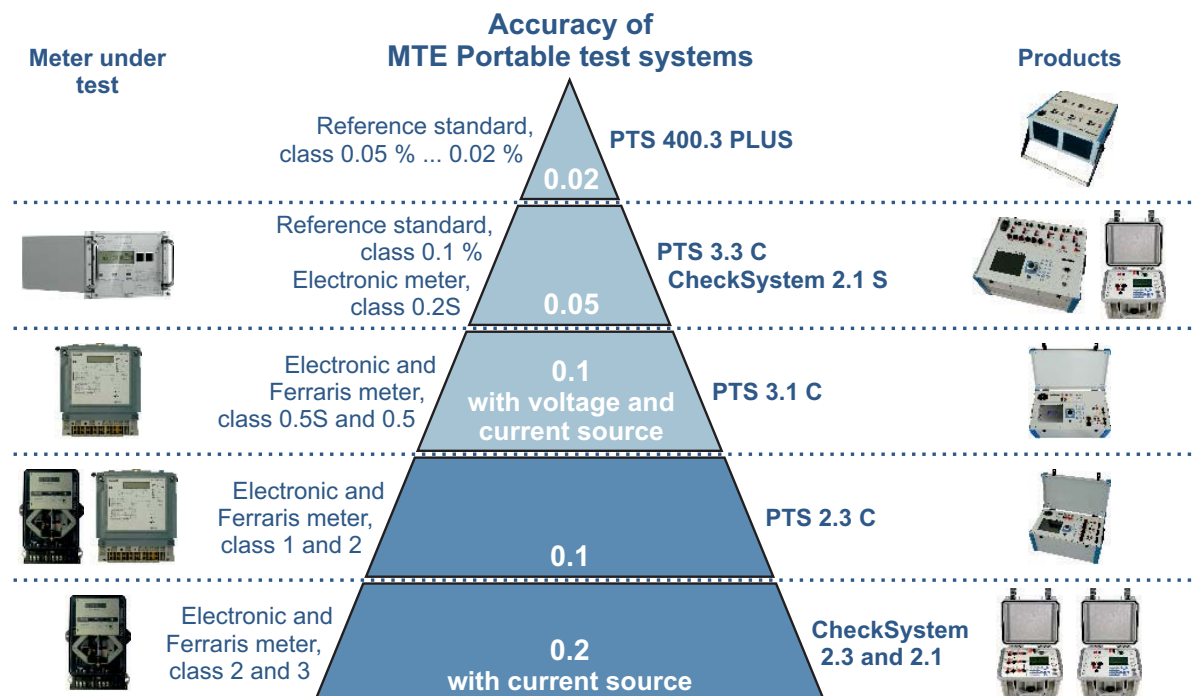 Accuracy of
MTE Portable test systems
Meter under
test
Products
Reference standard,
class 0.05 % ... 0.02 %
0.02
PTS 400.3 PLUS
Reference standard,
class 0.1 %
Electronic meter,
class 0.2S
0.05
PTS 3.3 C
CheckSystem 2.1 S
Electronic and
Ferraris meter,
class 0.5S and 0.5
0.1
with voltage and
current source
PTS 3.1 C
Electronic and
Ferraris meter,
class 1 and 2
0.1
PTS 2.3 C
Electronic and
Ferraris meter,
class 2 and 3
0.2
with current source
CheckSystem
2.3 and 2.1